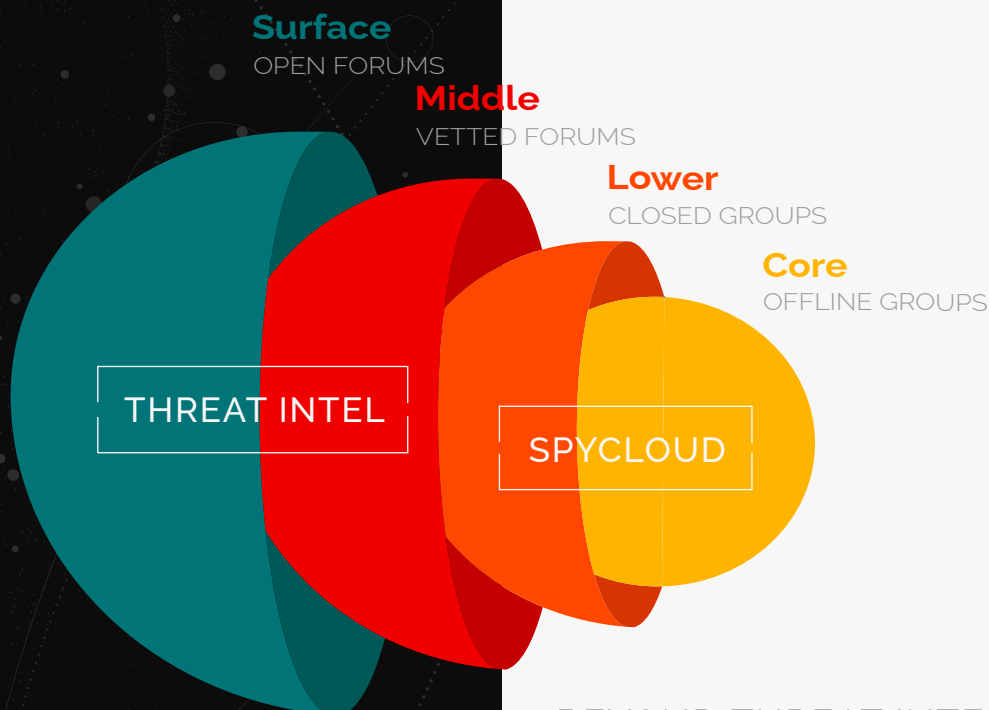 Surface
OPEN FORUMS
Middle
VETTED FORUMS
Lower
CLOSED GROUPS
Core
OFFLINE GROUPS
THREAT INTEL
SPYCLOUD